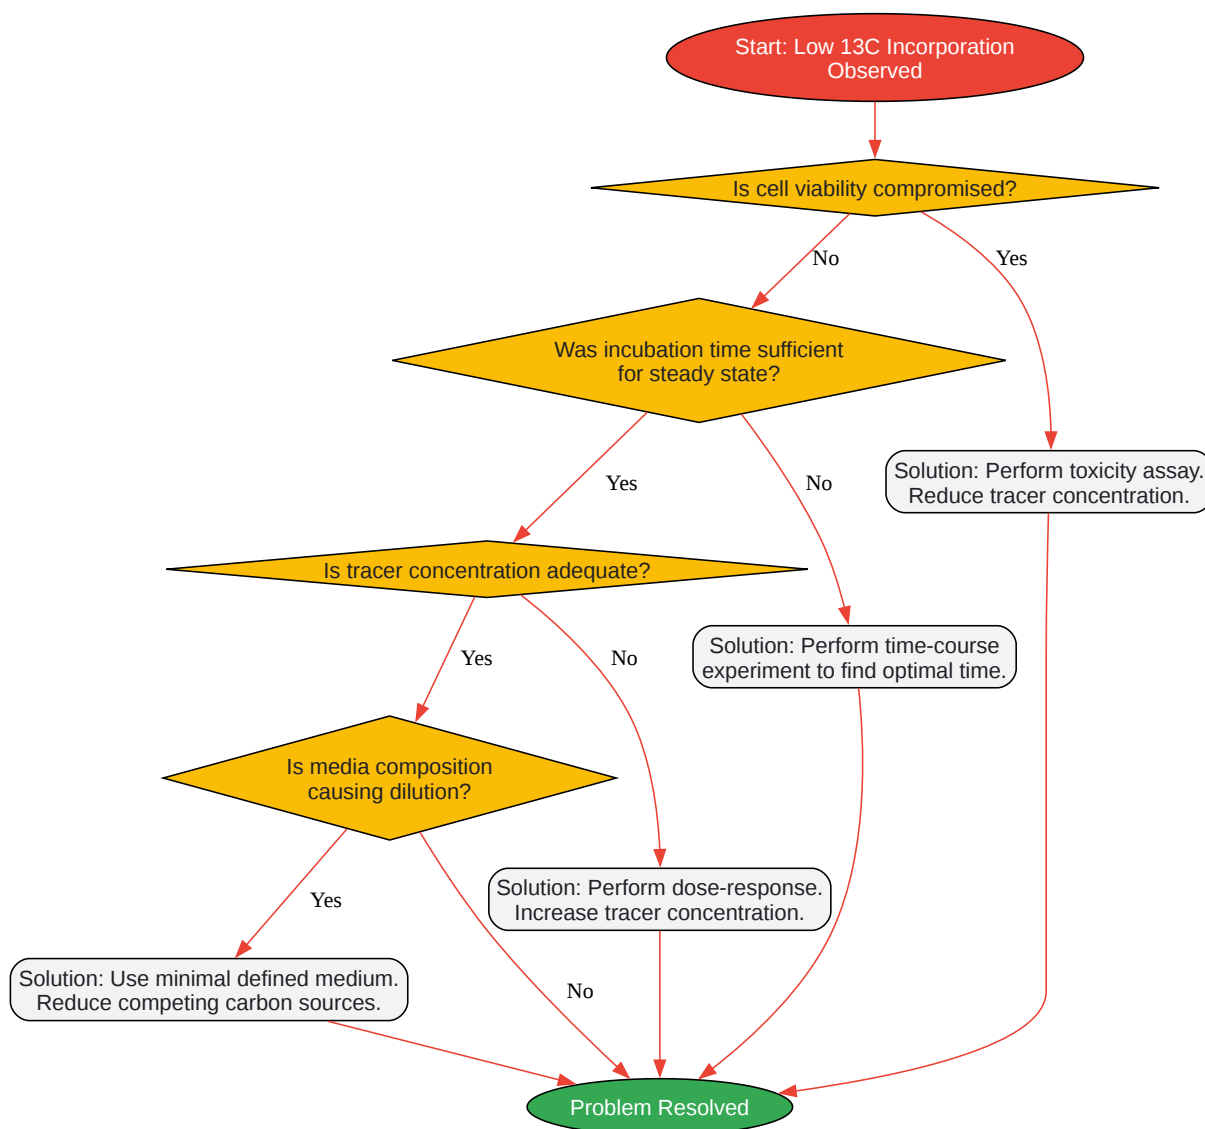 Start: Low 13C Incorporation
Observed
Is cell viability compromised?
No
Yes
Was incubation time sufficient
for steady state?
Solution: Perform toxicity assay.
Reduce tracer concentration.
Yes
No
Is tracer concentration adequate?
Solution: Perform time-course
experiment to find optimal time.
Yes
No
Is media composition
causing dilution?
Solution: Perform dose-response.
Increase tracer concentration.
Yes
No
Solution: Use minimal defined medium.
Reduce competing carbon sources.
Problem Resolved